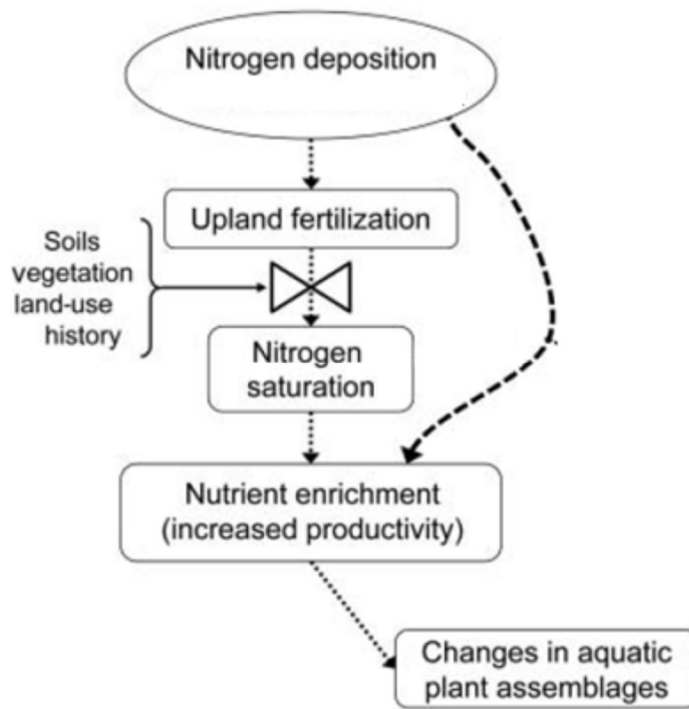 Nitrogen deposition
Upland fertilization
Soils
vegetation
land-use
history
Nitrogen
saturation
Nutrient enrichment
(increased productivity)
Changes in aquatic
plant assemblages